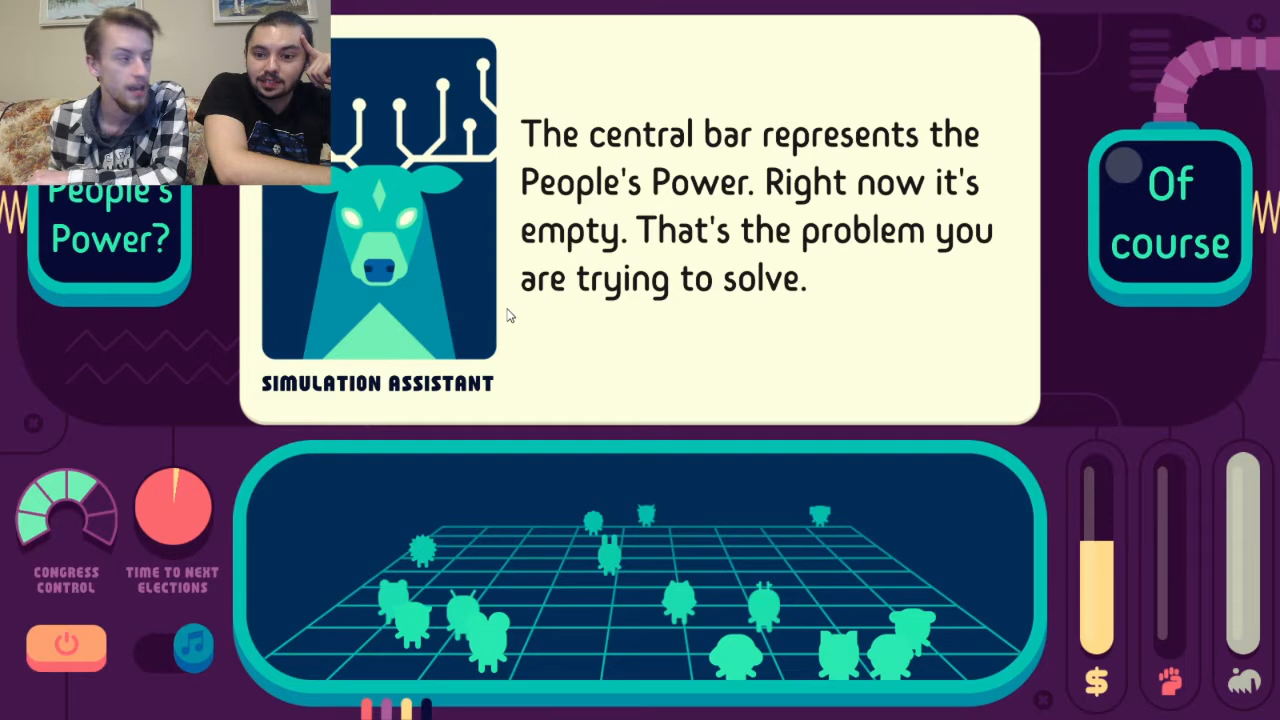 The central bar represents the
People's Power. Right now it's
empty. That's the problem you
are trying to solve.
SIMULATION ASSISTANT
People's
Power?
Of
course
CONGRESS
CONTROL
TIME TO NEXT
ELECTIONS
$